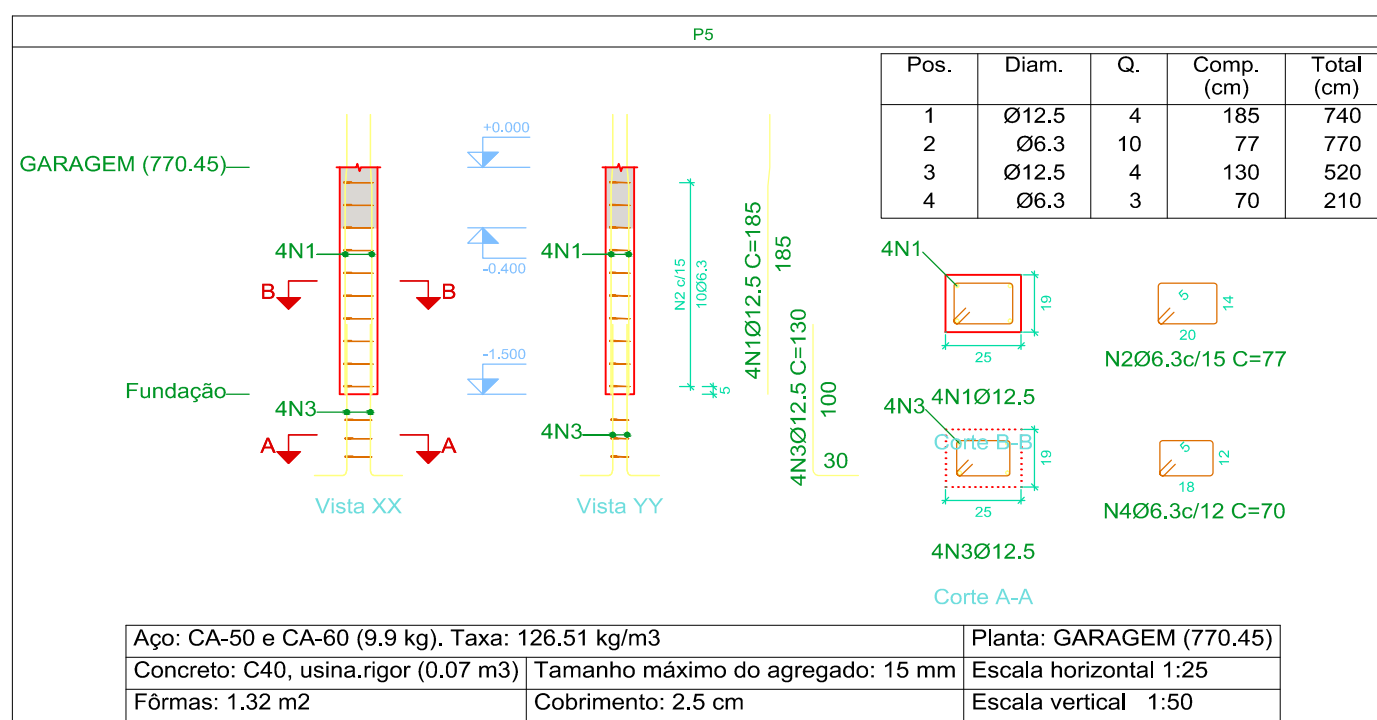 P5
Pos. Diam. Q. Comp. (cm) Total (cm)
1 Ø12.5 4 185 740
2 Ø6.3 10 77 770
3 Ø12.5 4 130 520
4 Ø6.3 3 70 210
GARAGEM (770.45)
4N1
B B
Fundação
4N3
A A
Vista XX
+0.000
-0.400
-1.500
4N1
4N3
Vista YY
N2 c/15
10Ø6.3
5
4N1Ø12.5 C=185
185
4N3Ø12.5 C=130
100
30
4N1
19
25
4N1Ø12.5
Corte B-B
5
14
20
N2Ø6.3c/15 C=77
4N3
19
25
4N3Ø12.5
Corte A-A
5
12
18
N4Ø6.3c/12 C=70
Aço: CA-50 e CA-60 (9.9 kg). Taxa: 126.51 kg/m3 Planta: GARAGEM (770.45)
Concreto: C40, usina.rigor (0.07 m3) Tamanho máximo do agregado: 15 mm Escala horizontal 1:25
Fôrmas: 1.32 m2 Cobrimento: 2.5 cm Escala vertical 1:50